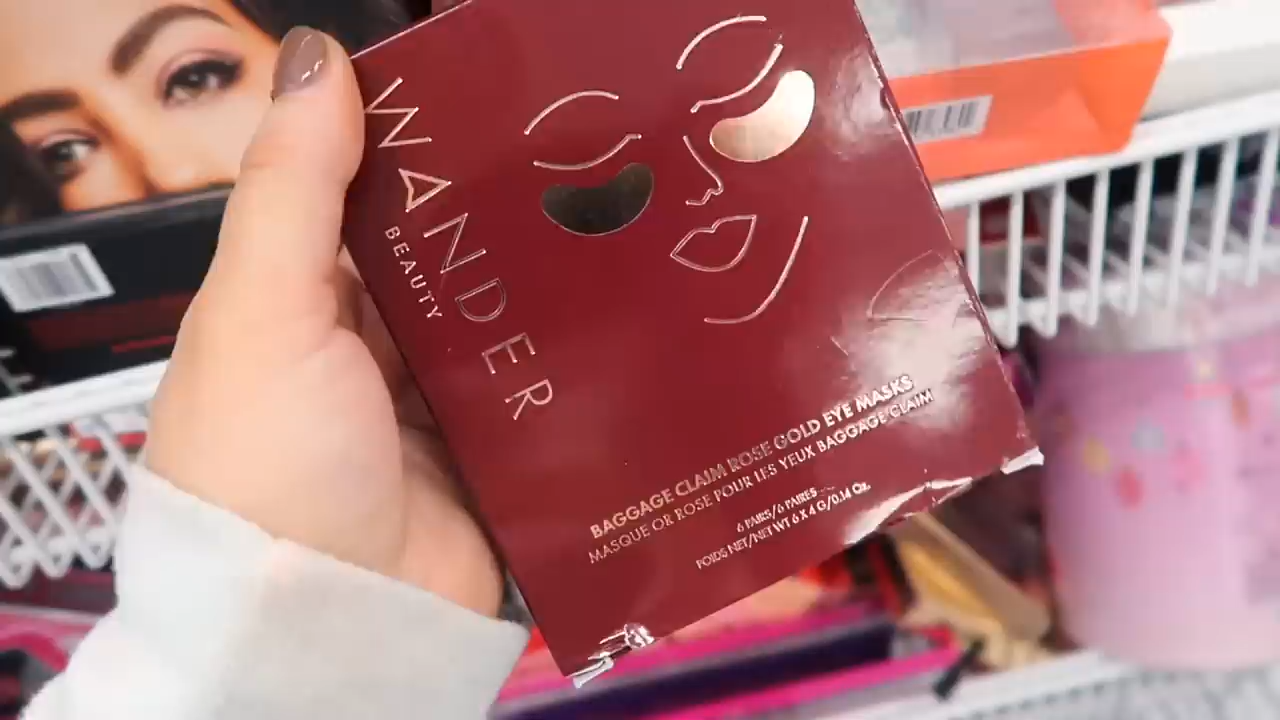 WANDER
BEAUTY
BAGGAGE CLAIM ROSE GOLD EYE MASKS
MASQUE OR ROSE POUR LES YEUX BAGGAGE CLAIM
6 PAIRS/6 PAIRES
POIDS NET/NET WT 6 X 4 G/0.14 Oz.